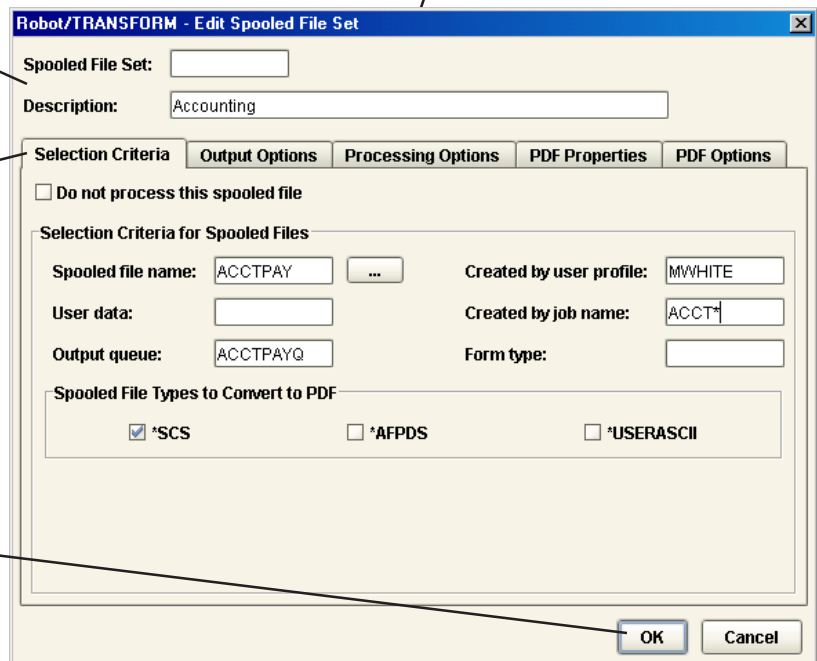 Robot/TRANSFORM - Edit Spooled File Set
Spooled File Set:
Description: Accounting
Selection Criteria Output Options Processing Options PDF Properties PDF Options
Do not process this spooled file
Selection Criteria for Spooled Files
Spooled file name: ACCTPAY ... Created by user profile: MWHITE
User data: Created by job name: ACCT*
Output queue: ACCTPAYQ Form type:
Spooled File Types to Convert to PDF
*SCS *AFPDS *USERASCII
OK Cancel